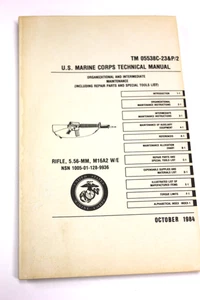 TM 05538C-23&P/2
U.S. MARINE CORPS TECHNICAL MANUAL
ORGANIZATIONAL AND INTERMEDIATE
MAINTENANCE
(INCLUDING REPAIR PARTS AND SPECIAL TOOLS LIST)
INTRODUCTION 1-1
ORGANIZATIONAL
MAINTENANCE INSTRUCTIONS
INTERMEDIATE
MAINTENANCE INSTRUCTIONS
MAINTENANCE OF AUXILIARY
EQUIPMENT
REFERENCES
MAINTENANCE ALLOCATION
CHART
REPAIR PARTS AND
SPECIAL TOOLS LIST
EXPENDABLE SUPPLIES AND
MATERIALS LIST
ILLUSTRATED LIST OF
MANUFACTURED ITEMS
TORQUE LIMITS
ALPHABETICAL INDEX
RIFLE, 5.56-MM, M16A2 W/E
NSN 1005-01-128-9936
OCTOBER 1984